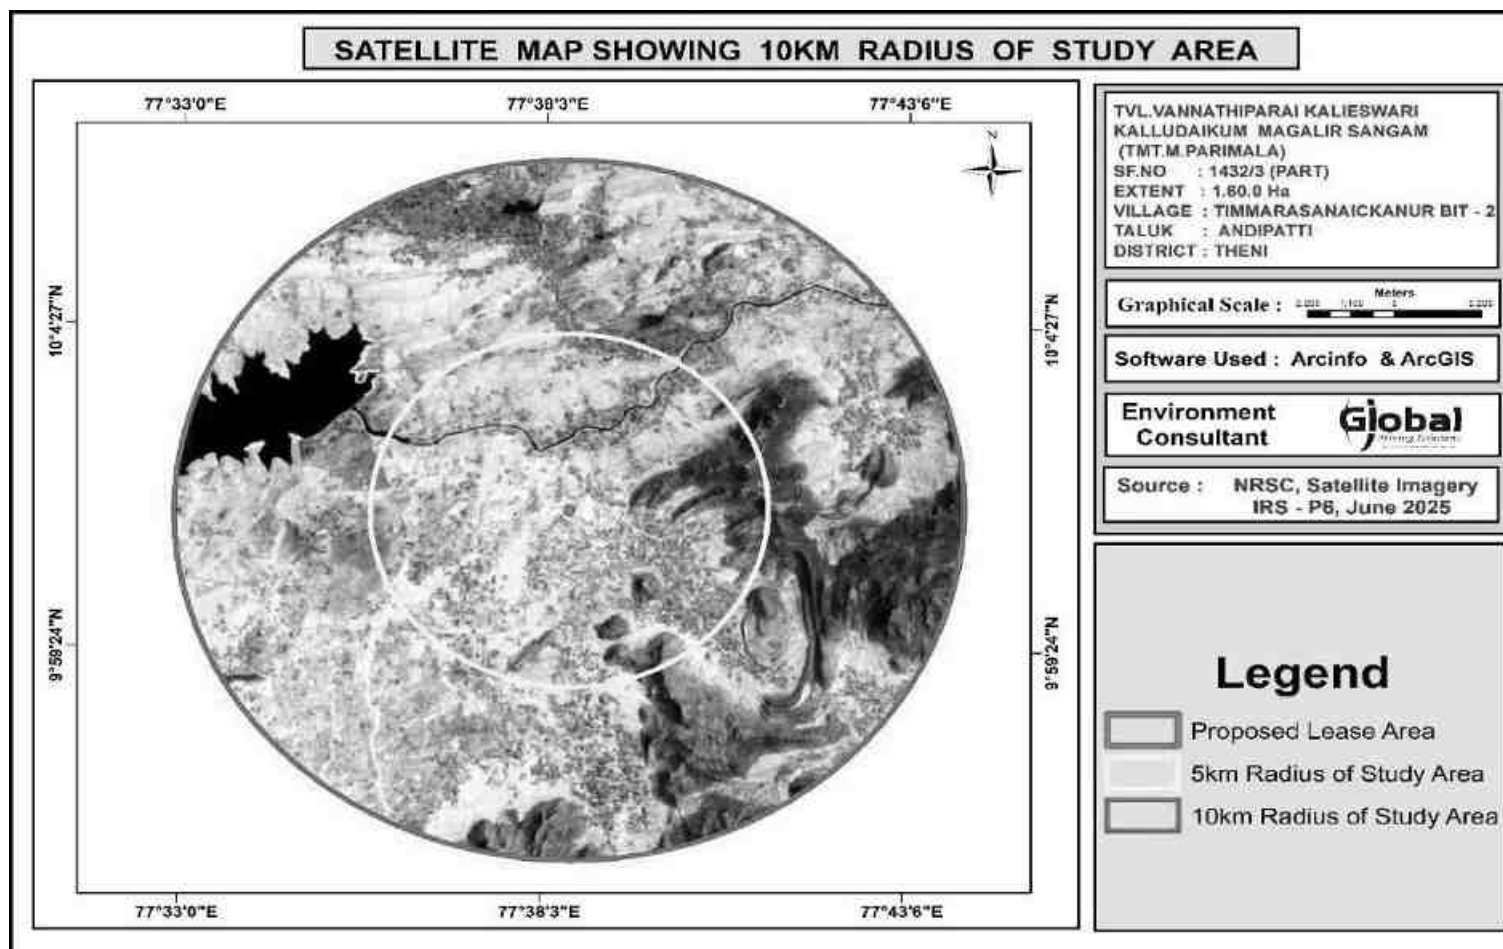 SATELLITE MAP SHOWING 10KM RADIUS OF STUDY AREA
77°33'0"E 77°38'3"E 77°43'6"E
N
10°4'27"N
10°4'27"N
9°59'24"N
9°59'24"N
77°33'0"E 77°38'3"E 77°43'6"E
TVL.VANNATHIPARAI KALIESWARI
KALLUDAIKUM MAGALIR SANGAM
(TMT.M.PARIMALA)
SF.NO : 1432/3 (PART)
EXTENT : 1.60.0 Ha
VILLAGE : TIMMARASANAICKANUR BIT - 2
TALUK : ANDIPATTI
DISTRICT : THENI
Meters
Graphical Scale :
Software Used : Arcinfo & ArcGIS
Environment
Consultant
Global
Mining Solutions
Source : NRSC, Satellite Imagery
IRS - P6, June 2025
Legend
Proposed Lease Area
5km Radius of Study Area
10km Radius of Study Area